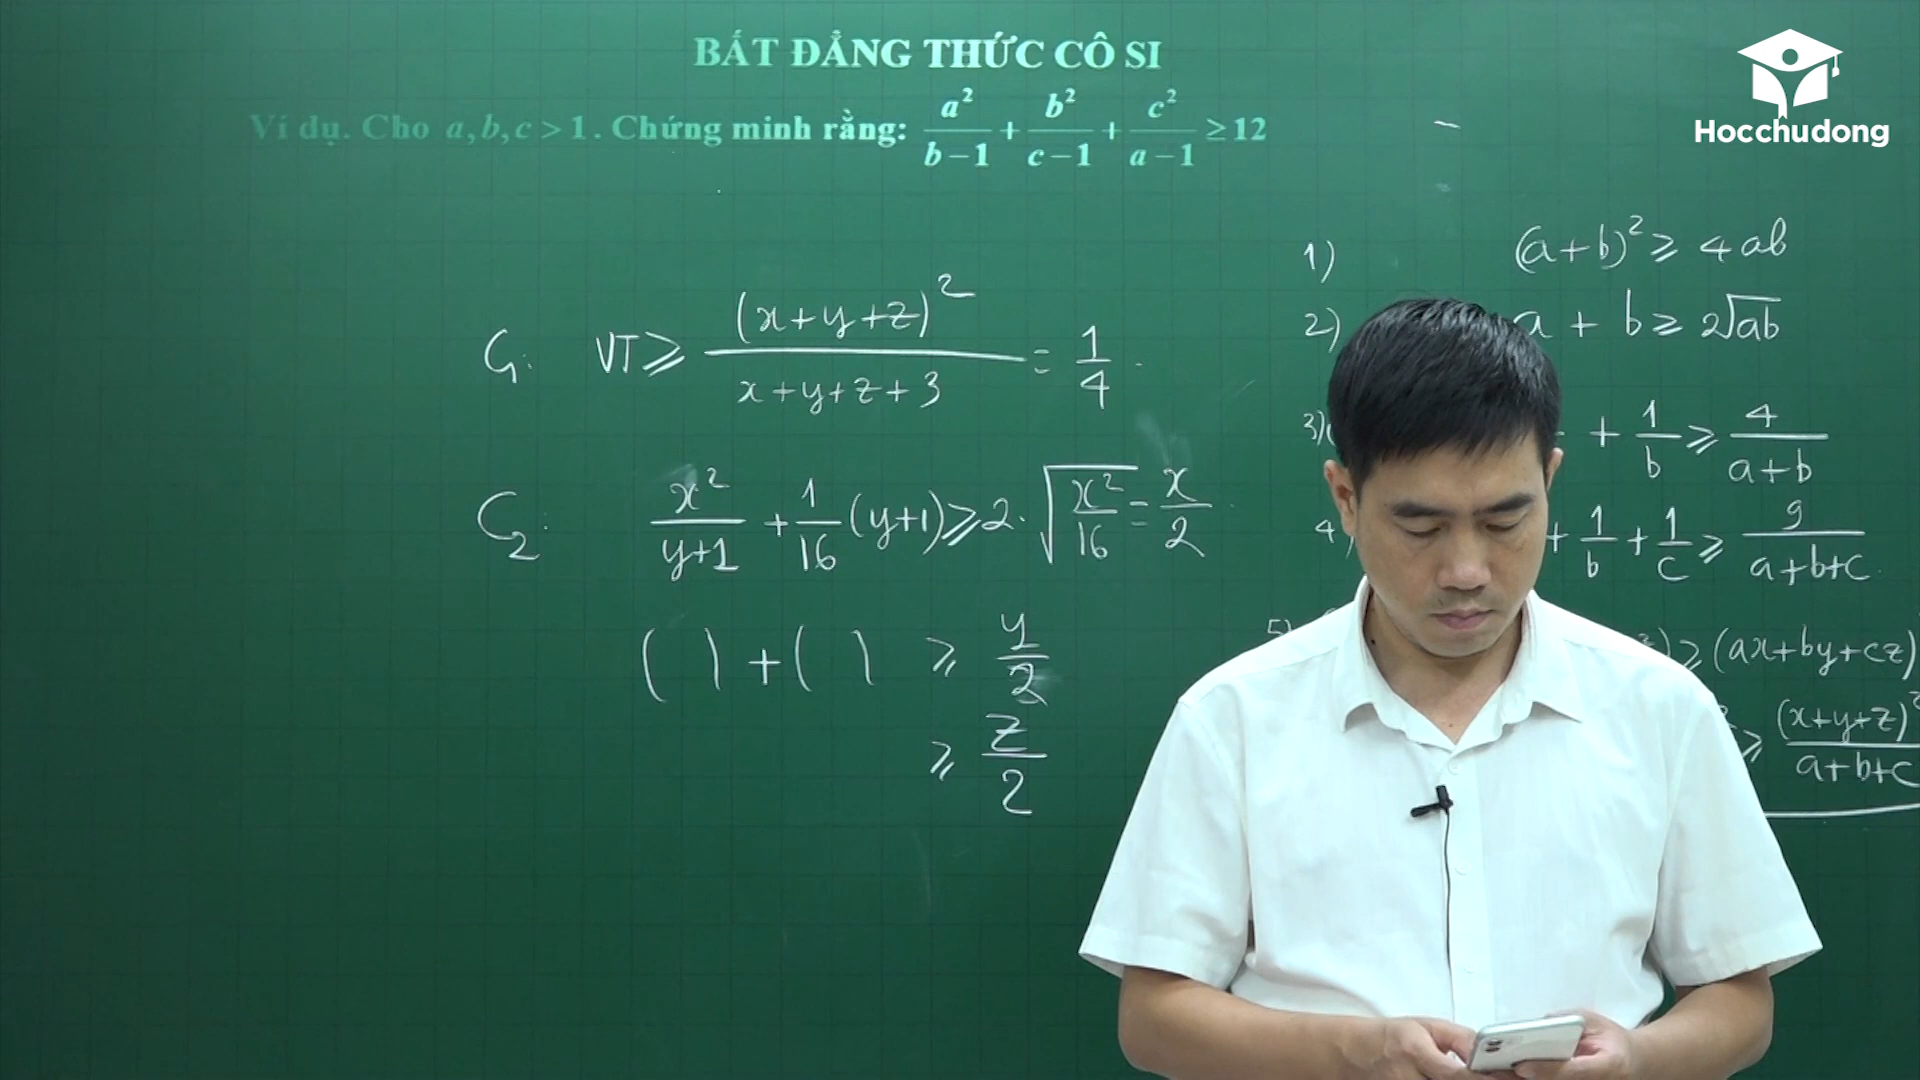 BẤT ĐẲNG THỨC CÔ SI
Ví dụ. Cho a, b, c > 1. Chứng minh rằng: a²/(b−1) + b²/(c−1) + c²/(a−1) ≥ 12
Hocchudong
C₁: VT ≥ (x+y+z)²/(x+y+z+3) = 1/4.
C₂: x²/(y+1) + 1/16 (y+1) ≥ 2. √(x²/16) = x/2
( ) + ( ) ≥ y/2
≥ z/2
1) (a+b)² ≥ 4ab
2) a + b ≥ 2√ab
3) + 1/b ≥ 4/(a+b)
4) + 1/b + 1/c ≥ 9/(a+b+c)
5) ²) ≥ (ax+by+cz)
≥ (x+y+z)²/(a+b+c)